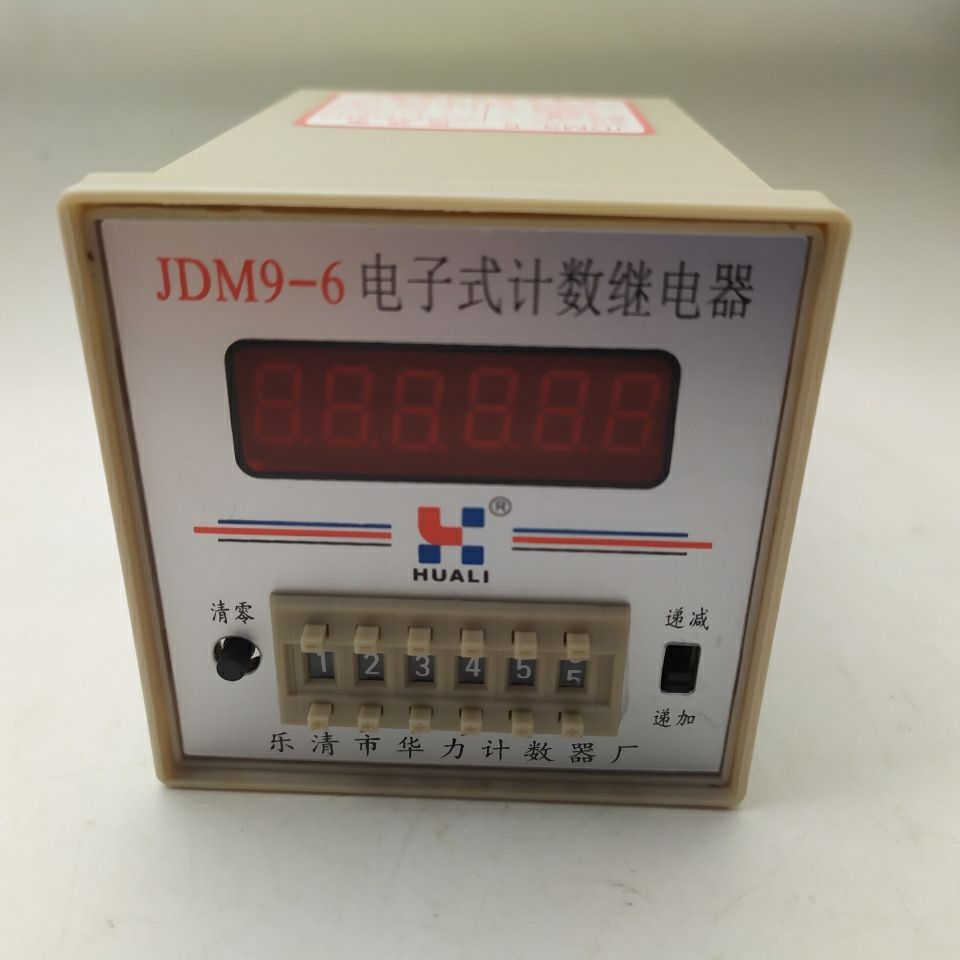 JDM9-6 电子式计数继电器
®
HUALI
清零
递减
1 2 3 4 5 5
递加
乐清市华力计数器厂